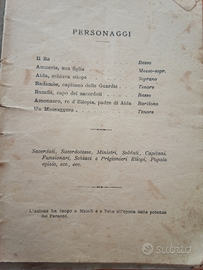 PERSONAGGI
Il Re Basso
Amneris, sua figlia Mezzo-sopr.
Aida, schiava etiope Soprano
Radamès, capitano delle Guardie Tenore
Ramfis, capo dei sacerdoti Basso
Amonasro, re d'Etiopia, padre di Aida Baritono
Un Messaggero Tenore
Sacerdoti, Sacerdotesse, Ministri, Soldati, Capitani,
Funzionari, Schiavi e Prigionieri Etiopi, Popolo
egizio, ecc., ecc.
L'azione ha luogo a Menfi e a Tebe all'epoca della potenza
dei Faraoni.
subito